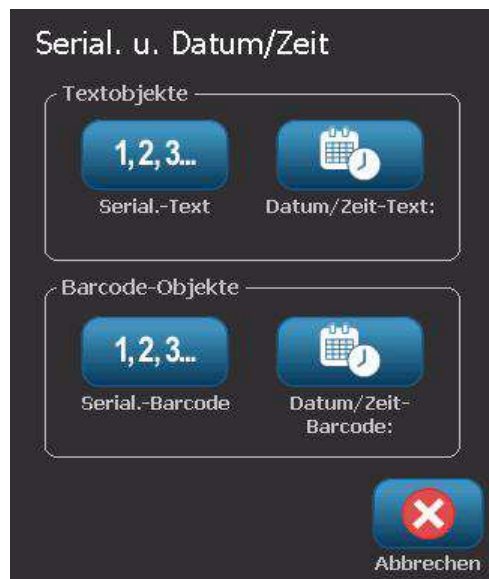 Serial. u. Datum/Zeit
Textobjekte
1,2,3...
Serial.-Text
Datum/Zeit-Text:
Barcode-Objekte
1,2,3...
Serial.-Barcode
Datum/Zeit-
Barcode:
Abbrechen